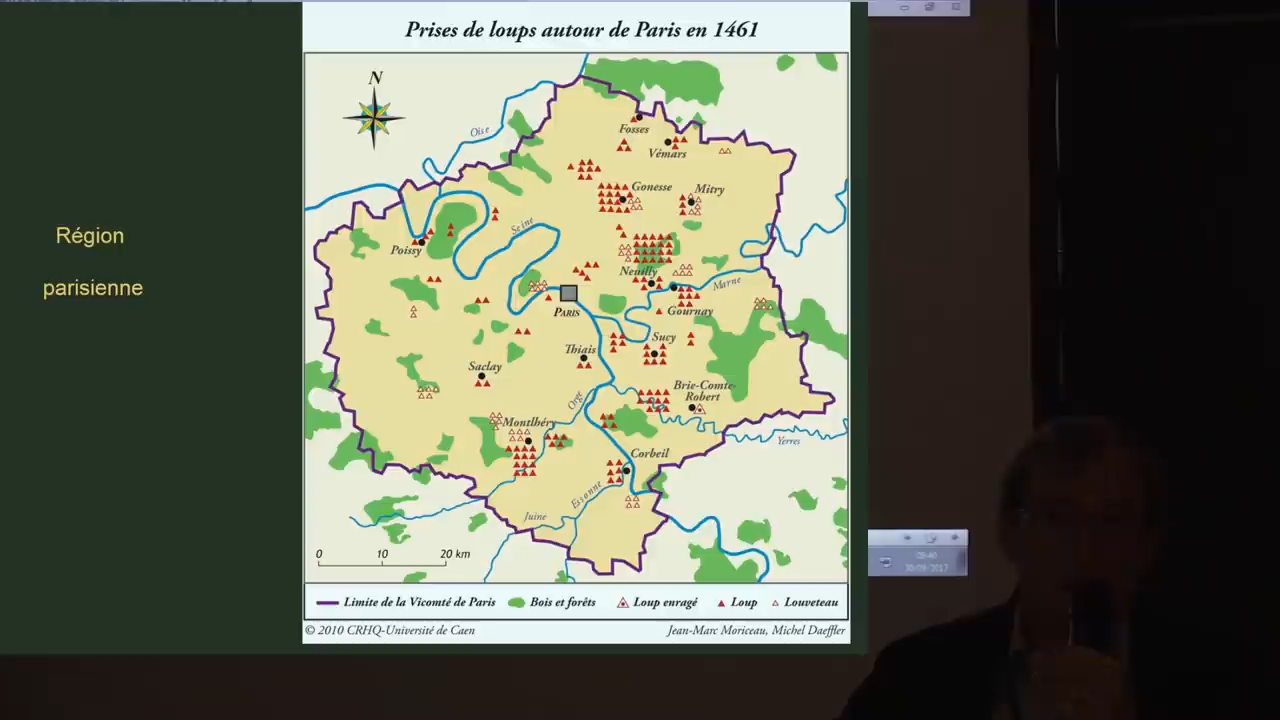 Prises de loups autour de Paris en 1461
N
Oise
Fosses
Vémars
Gonesse
Mitry
Région
Seine
Poissy
parisienne
Neuilly
Marne
PARIS
Gournay
Sucy
Thiais
Saclay
Brie-Comte-
Robert
Orge
Montlhéry
Yerres
Corbeil
Essonne
Juine
0 10 20 km
Limite de la Vicomté de Paris Bois et forêts Loup enragé Loup Louveteau
© 2010 CRHQ-Université de Caen Jean-Marc Moriceau, Michel Daeffler